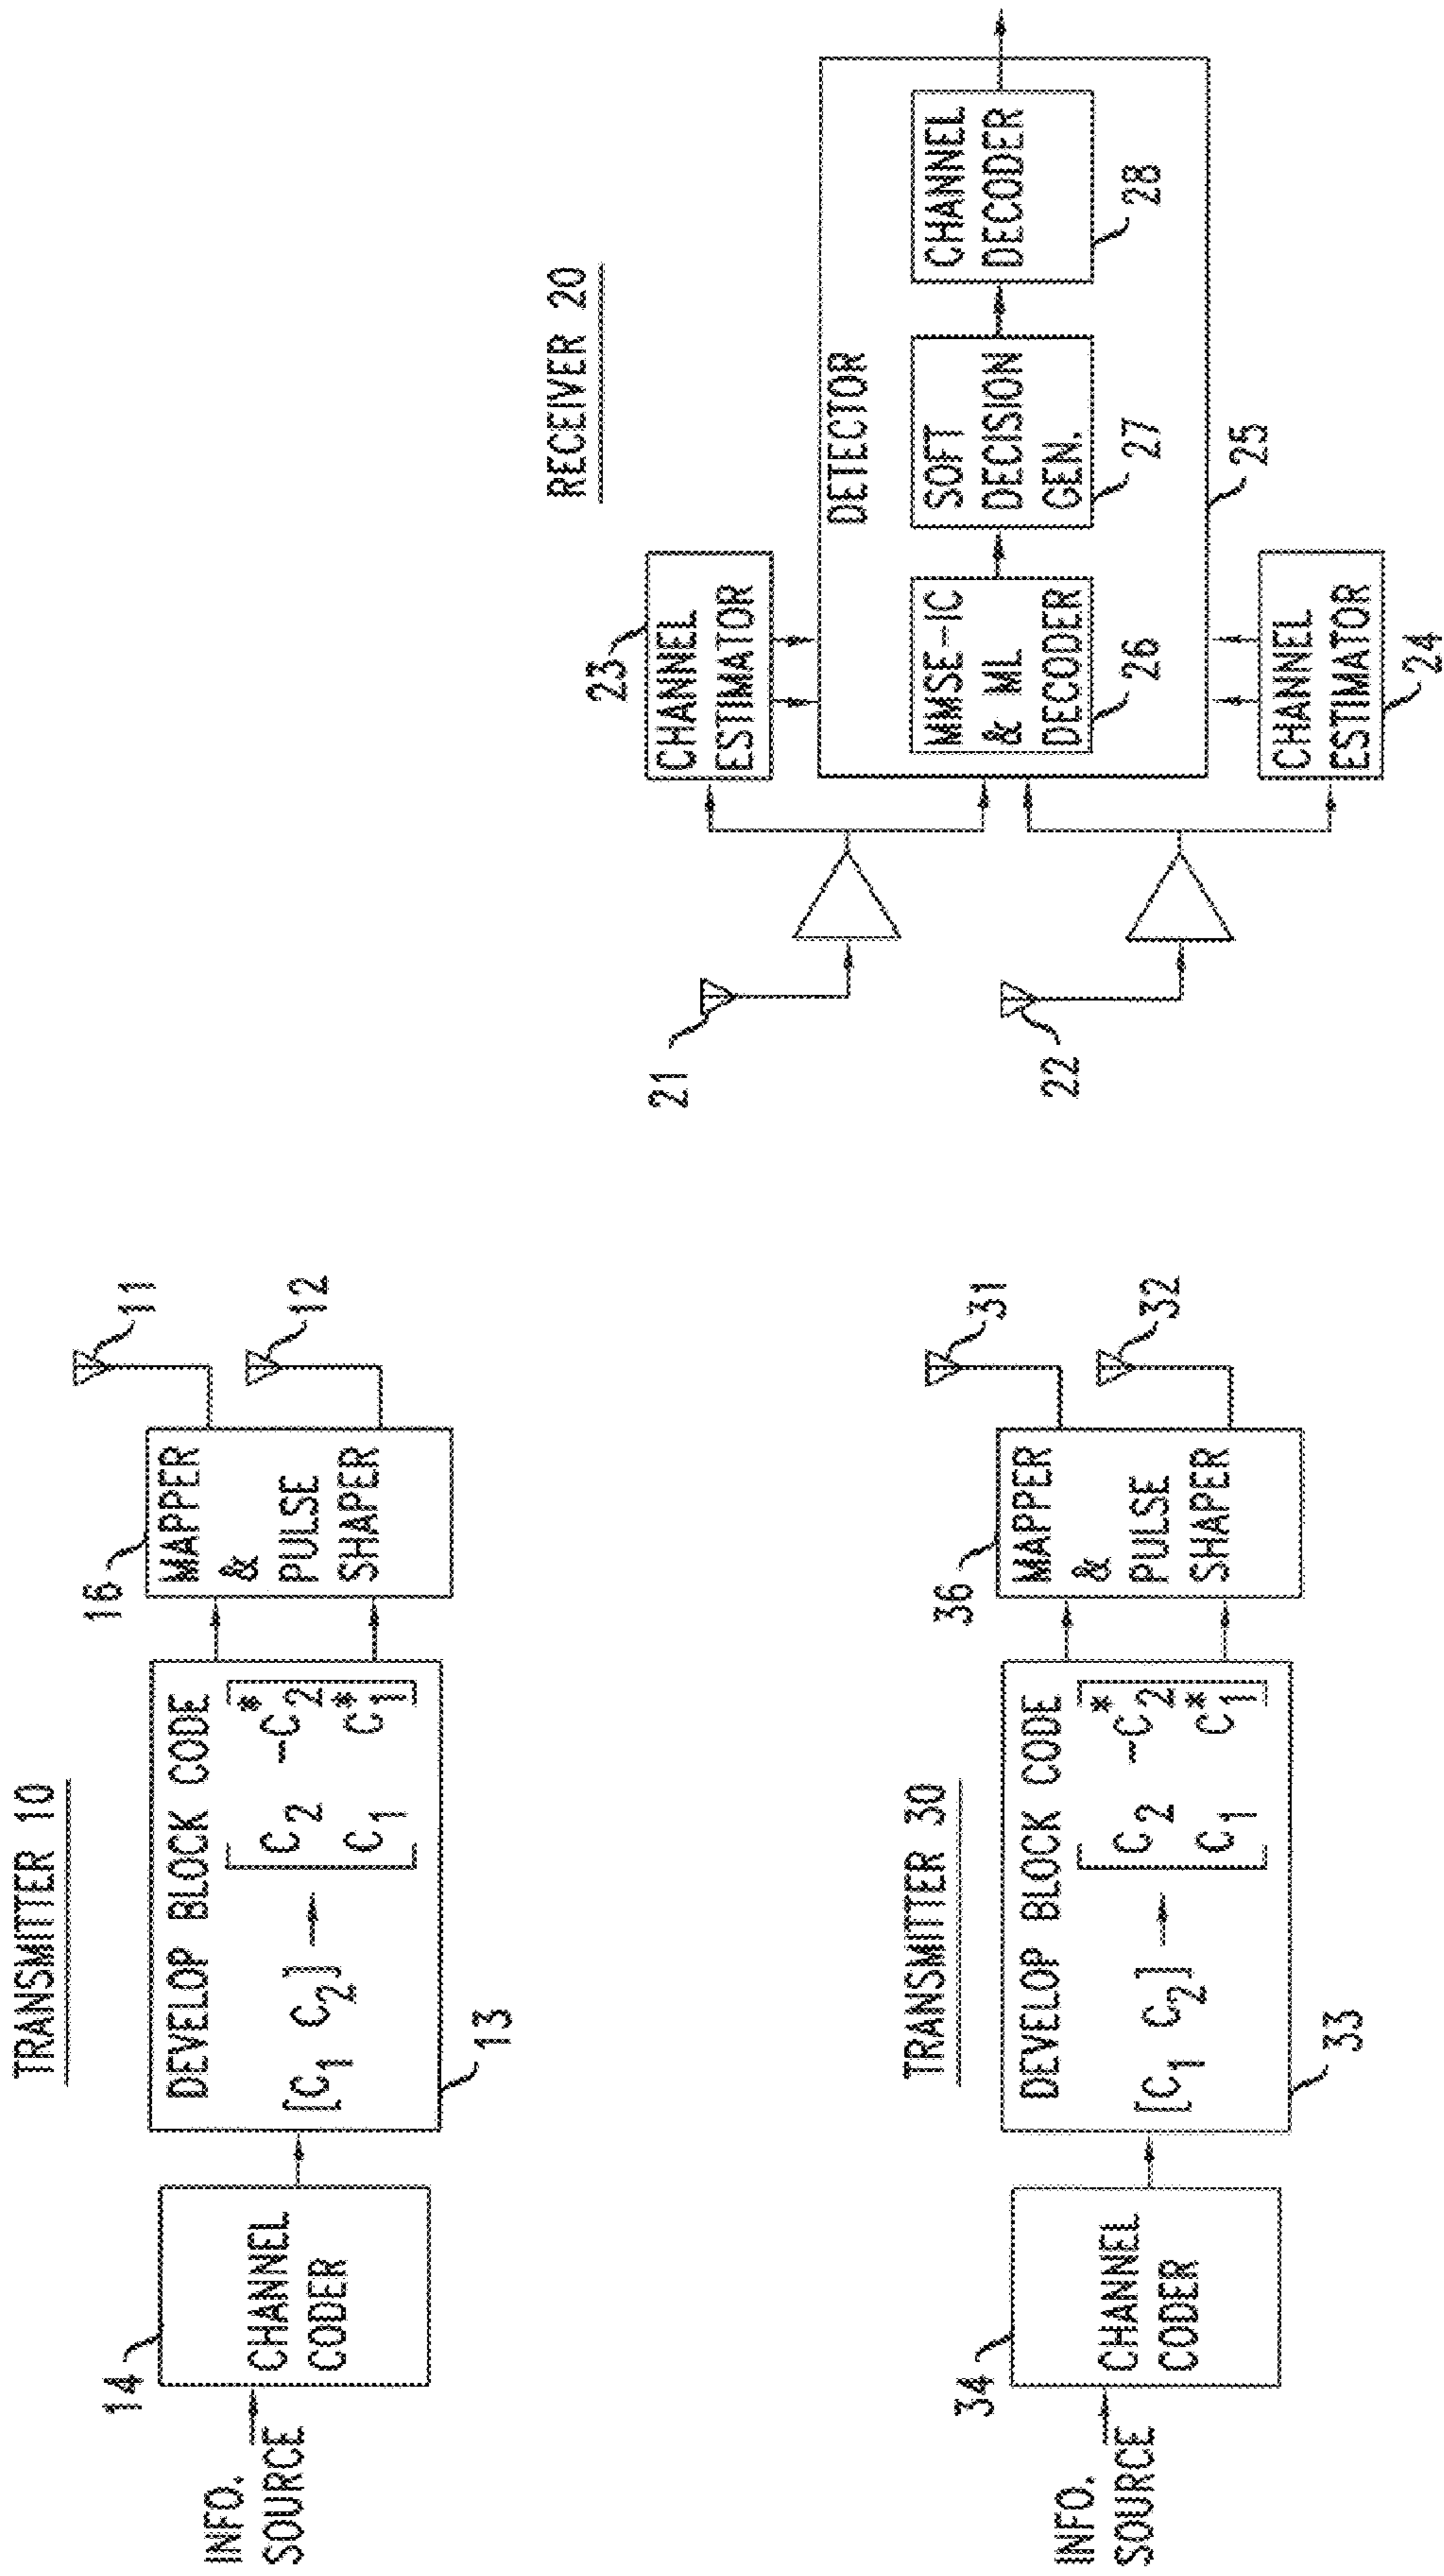 TRANSMITTER 10
INFO.
SOURCE
14
CHANNEL
CODER
DEVELOP BLOCK CODE
[C1 C2] → [C2 -C2*
C1 C1*]
13
16
MAPPER
&
PULSE
SHAPER
11
12
TRANSMITTER 30
INFO.
SOURCE
34
CHANNEL
CODER
DEVELOP BLOCK CODE
[C1 C2] → [C2 -C2*
C1 C1*]
33
36
MAPPER
&
PULSE
SHAPER
31
32
RECEIVER 20
21
22
23
CHANNEL
ESTIMATOR
DETECTOR
MMSE-IC
& ML
DECODER
26
SOFT
DECISION
GEN.
27
CHANNEL
DECODER
28
25
CHANNEL
ESTIMATOR
24